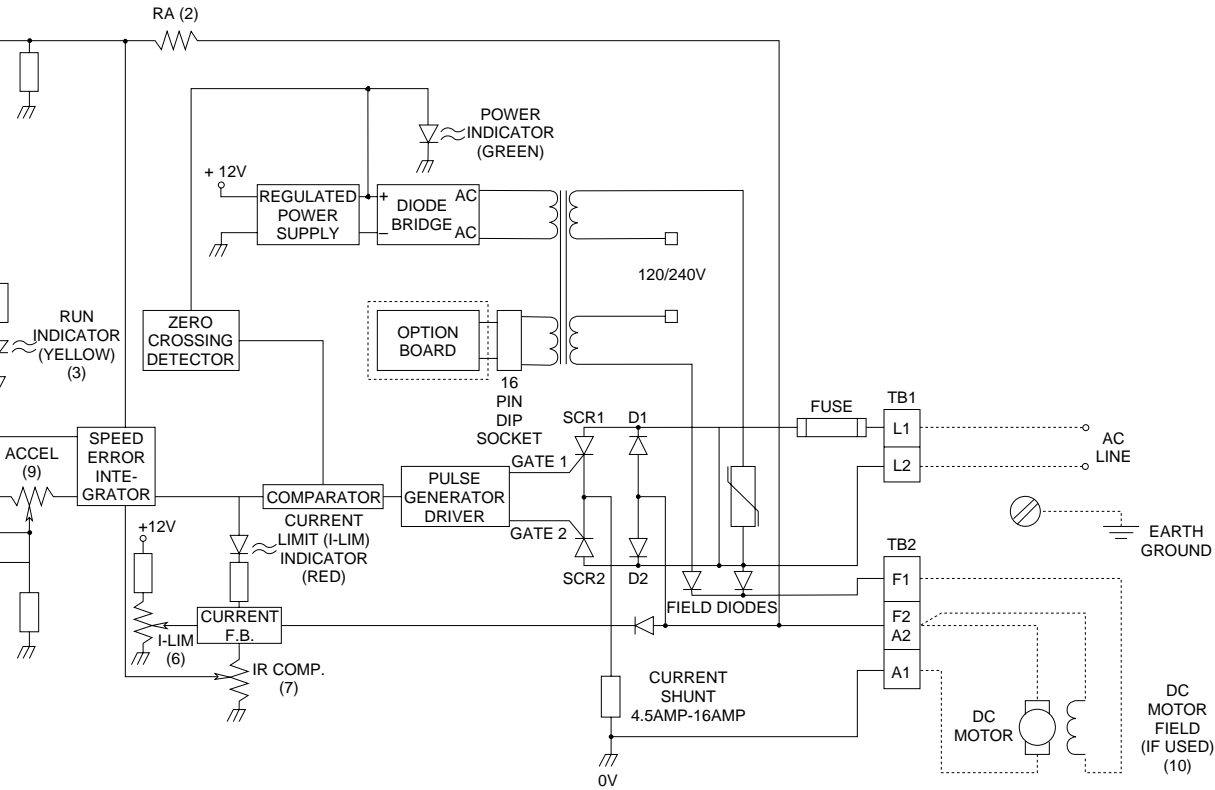 RA (2)
POWER
INDICATOR
(GREEN)
+ 12V
REGULATED
POWER
SUPPLY
+
–
DIODE
BRIDGE
AC
AC
120/240V
RUN
INDICATOR
(YELLOW)
(3)
ZERO
CROSSING
DETECTOR
OPTION
BOARD
16
PIN
DIP
SOCKET
SCR1
D1
FUSE
TB1
L1
L2
AC
LINE
ACCEL
(9)
SPEED
ERROR
INTE-
GRATOR
COMPARATOR
PULSE
GENERATOR
DRIVER
GATE 1
GATE 2
SCR2
D2
+12V
CURRENT
LIMIT (I-LIM)
INDICATOR
(RED)
EARTH
GROUND
TB2
F1
F2
A2
A1
FIELD DIODES
CURRENT
F.B.
I-LIM
(6)
IR COMP.
(7)
CURRENT
SHUNT
4.5AMP-16AMP
0V
DC
MOTOR
DC
MOTOR
FIELD
(IF USED)
(10)